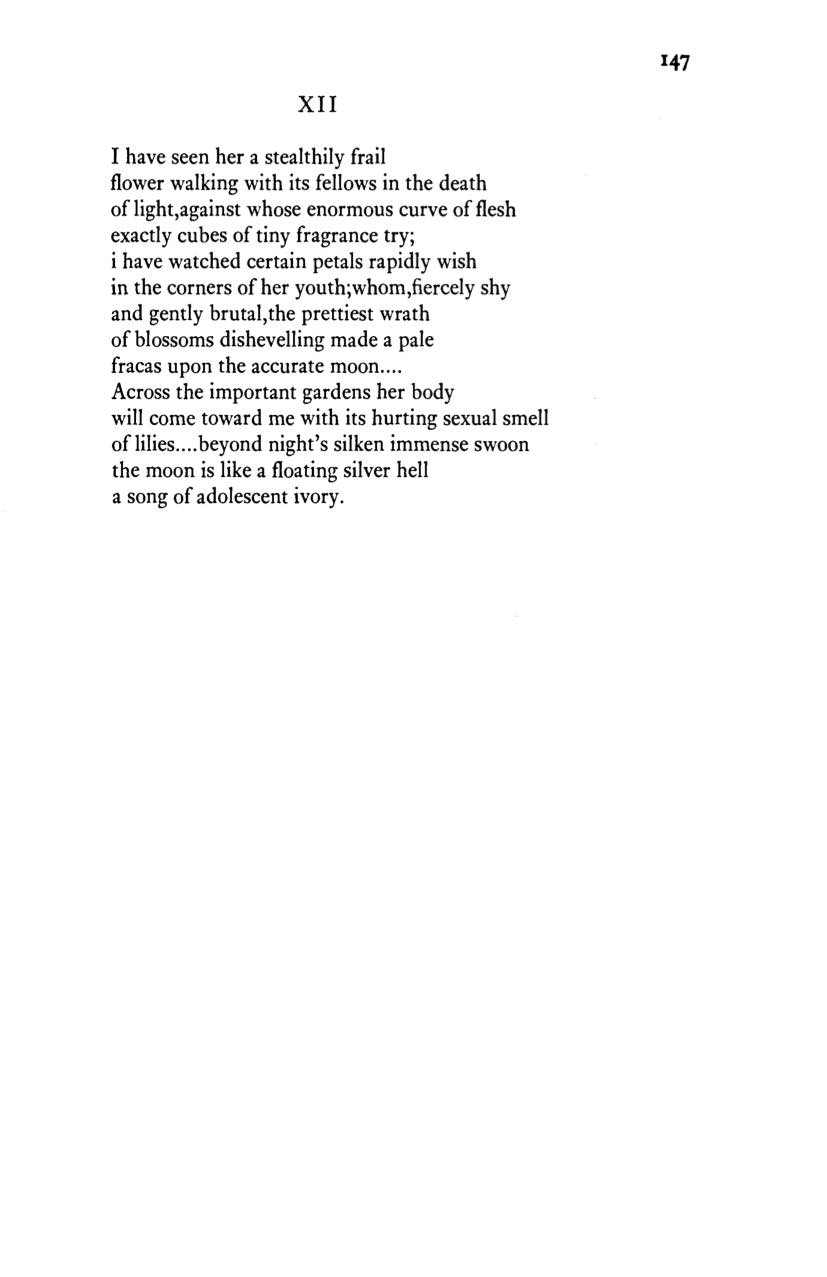 147
XII
I have seen her a stealthily frail
flower walking with its fellows in the death
of light,against whose enormous curve of flesh
exactly cubes of tiny fragrance try;
i have watched certain petals rapidly wish
in the corners of her youth;whom,fiercely shy
and gently brutal,the prettiest wrath
of blossoms dishevelling made a pale
fracas upon the accurate moon....
Across the important gardens her body
will come toward me with its hurting sexual smell
of lilies....beyond night's silken immense swoon
the moon is like a floating silver hell
a song of adolescent ivory.